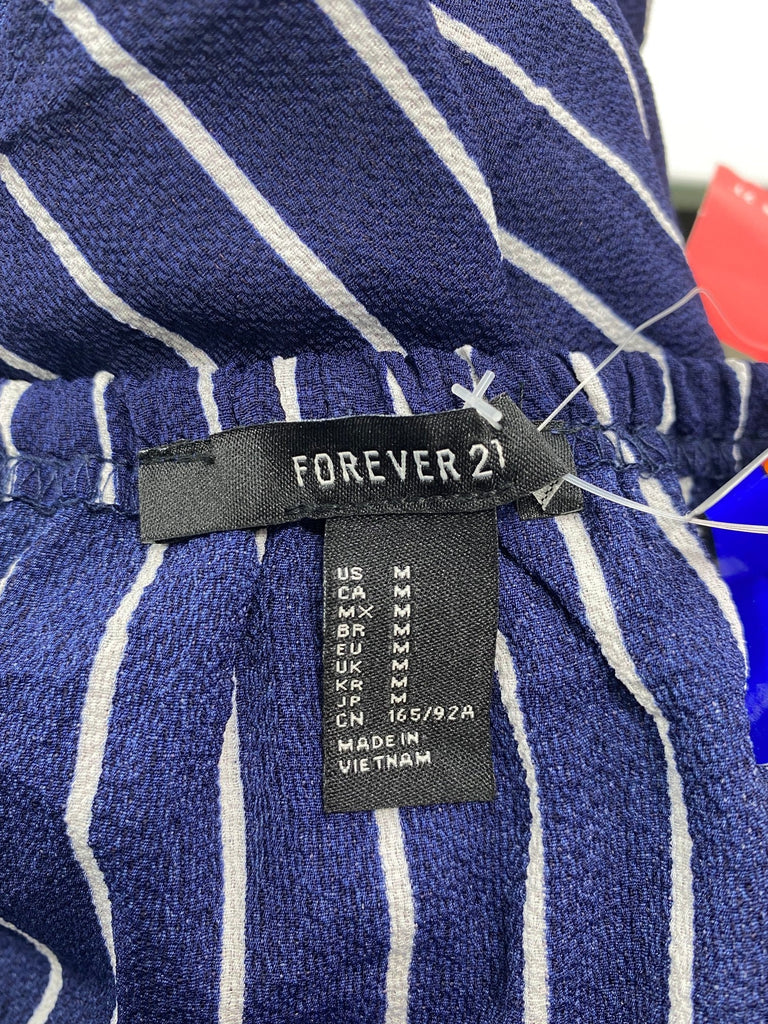 FOREVER 21
US M
CA M
MX M
BR M
EU M
UK M
KR M
JP M
CN 165/92A
MADE IN
VIETNAM